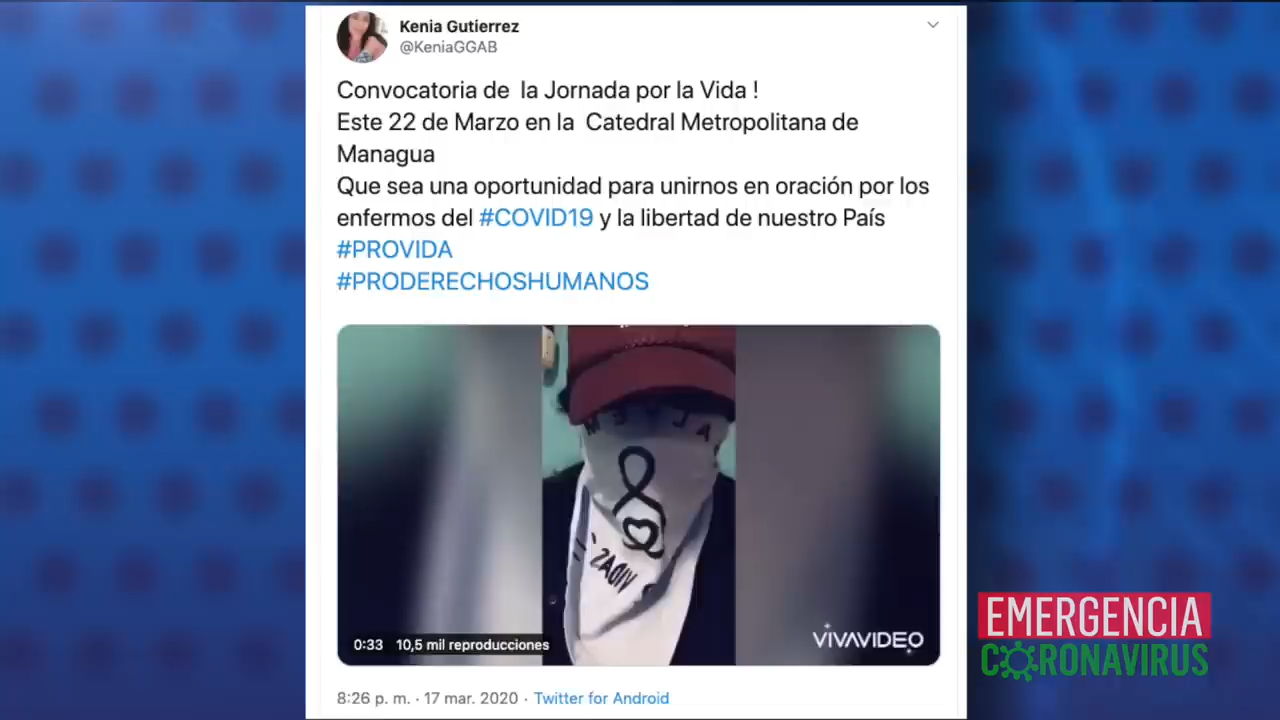 Kenia Gutierrez
@KeniaGGAB
Convocatoria de la Jornada por la Vida !
Este 22 de Marzo en la Catedral Metropolitana de
Managua
Que sea una oportunidad para unirnos en oración por los
enfermos del #COVID19 y la libertad de nuestro País
#PROVIDA
#PRODERECHOSHUMANOS
0:33 10,5 mil reproducciones
VIVAVIDEO
8:26 p. m. · 17 mar. 2020 · Twitter for Android
EMERGENCIA
CORONAVIRUS